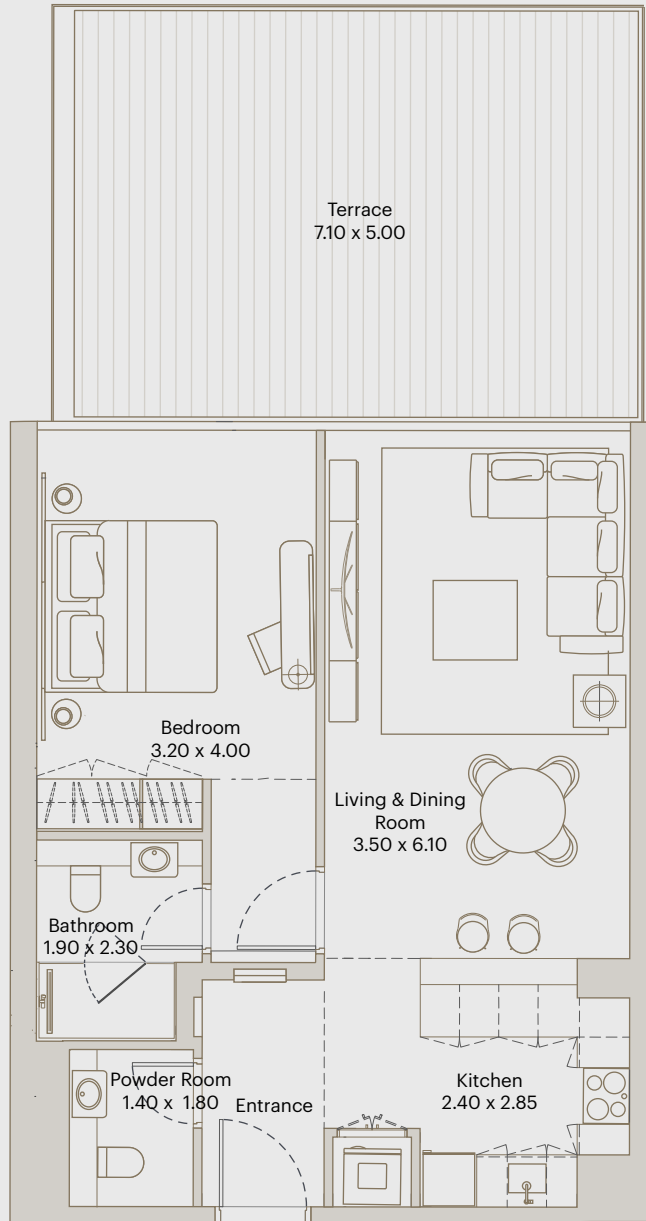 Terrace
7.10 x 5.00
Bedroom
3.20 x 4.00
Living & Dining
Room
3.50 x 6.10
Bathroom
1.90 x 2.30
Powder Room
1.40 x 1.80
Entrance
Kitchen
2.40 x 2.85